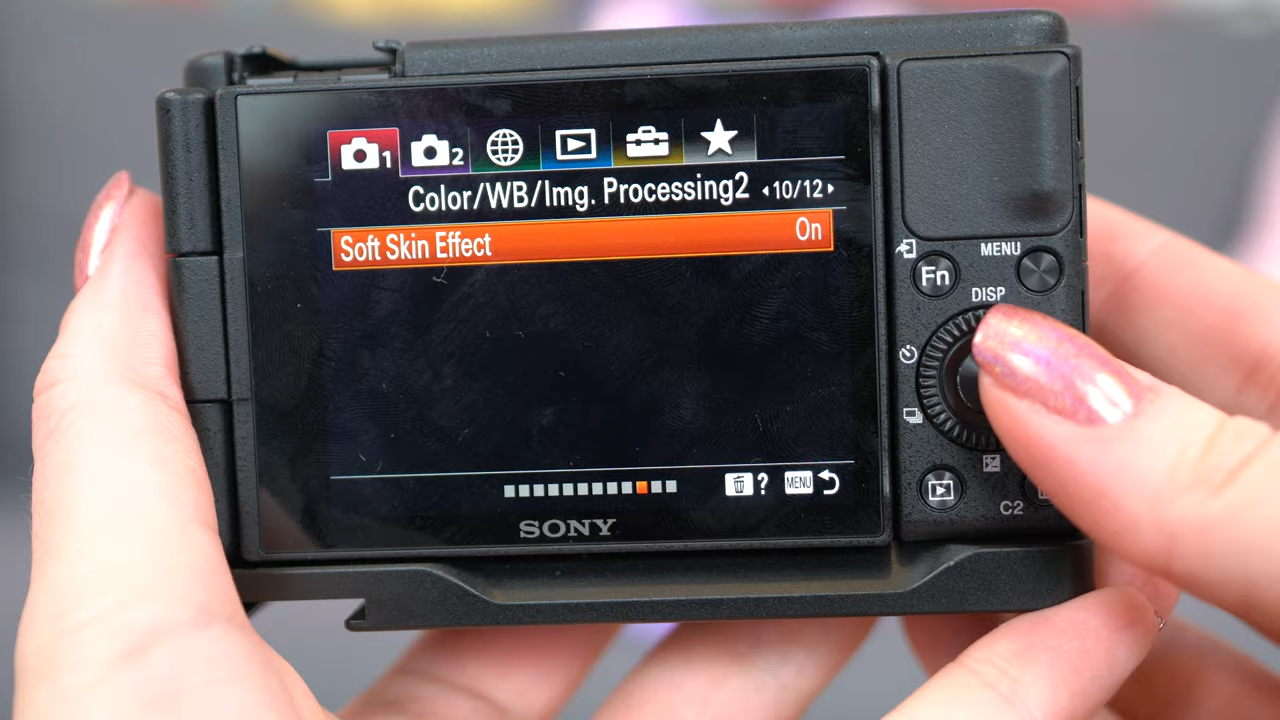 1 2
Color/WB/Img. Processing2 10/12
Soft Skin Effect On
? MENU
SONY
MENU
Fn
DISP
C2